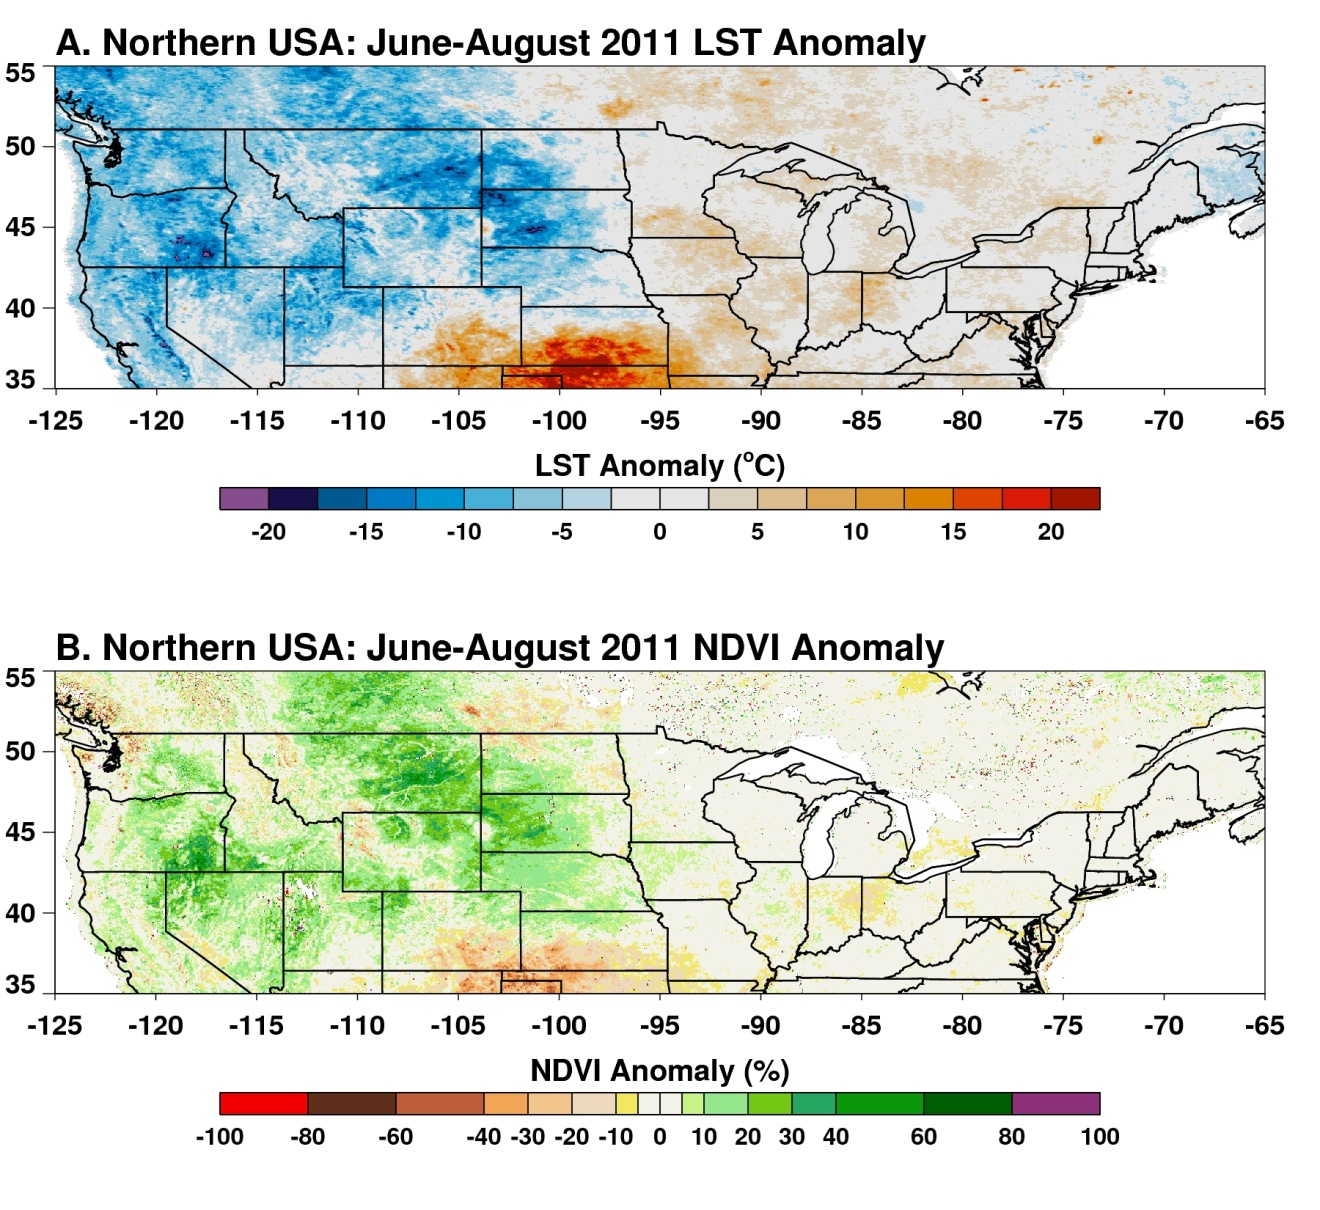 A. Northern USA: June-August 2011 LST Anomaly
55
50
45
40
35
-125 -120 -115 -110 -105 -100 -95 -90 -85 -80 -75 -70 -65
LST Anomaly (°C)
-20 -15 -10 -5 0 5 10 15 20
B. Northern USA: June-August 2011 NDVI Anomaly
55
50
45
40
35
-125 -120 -115 -110 -105 -100 -95 -90 -85 -80 -75 -70 -65
NDVI Anomaly (%)
-100 -80 -60 -40 -30 -20 -10 0 10 20 30 40 60 80 100